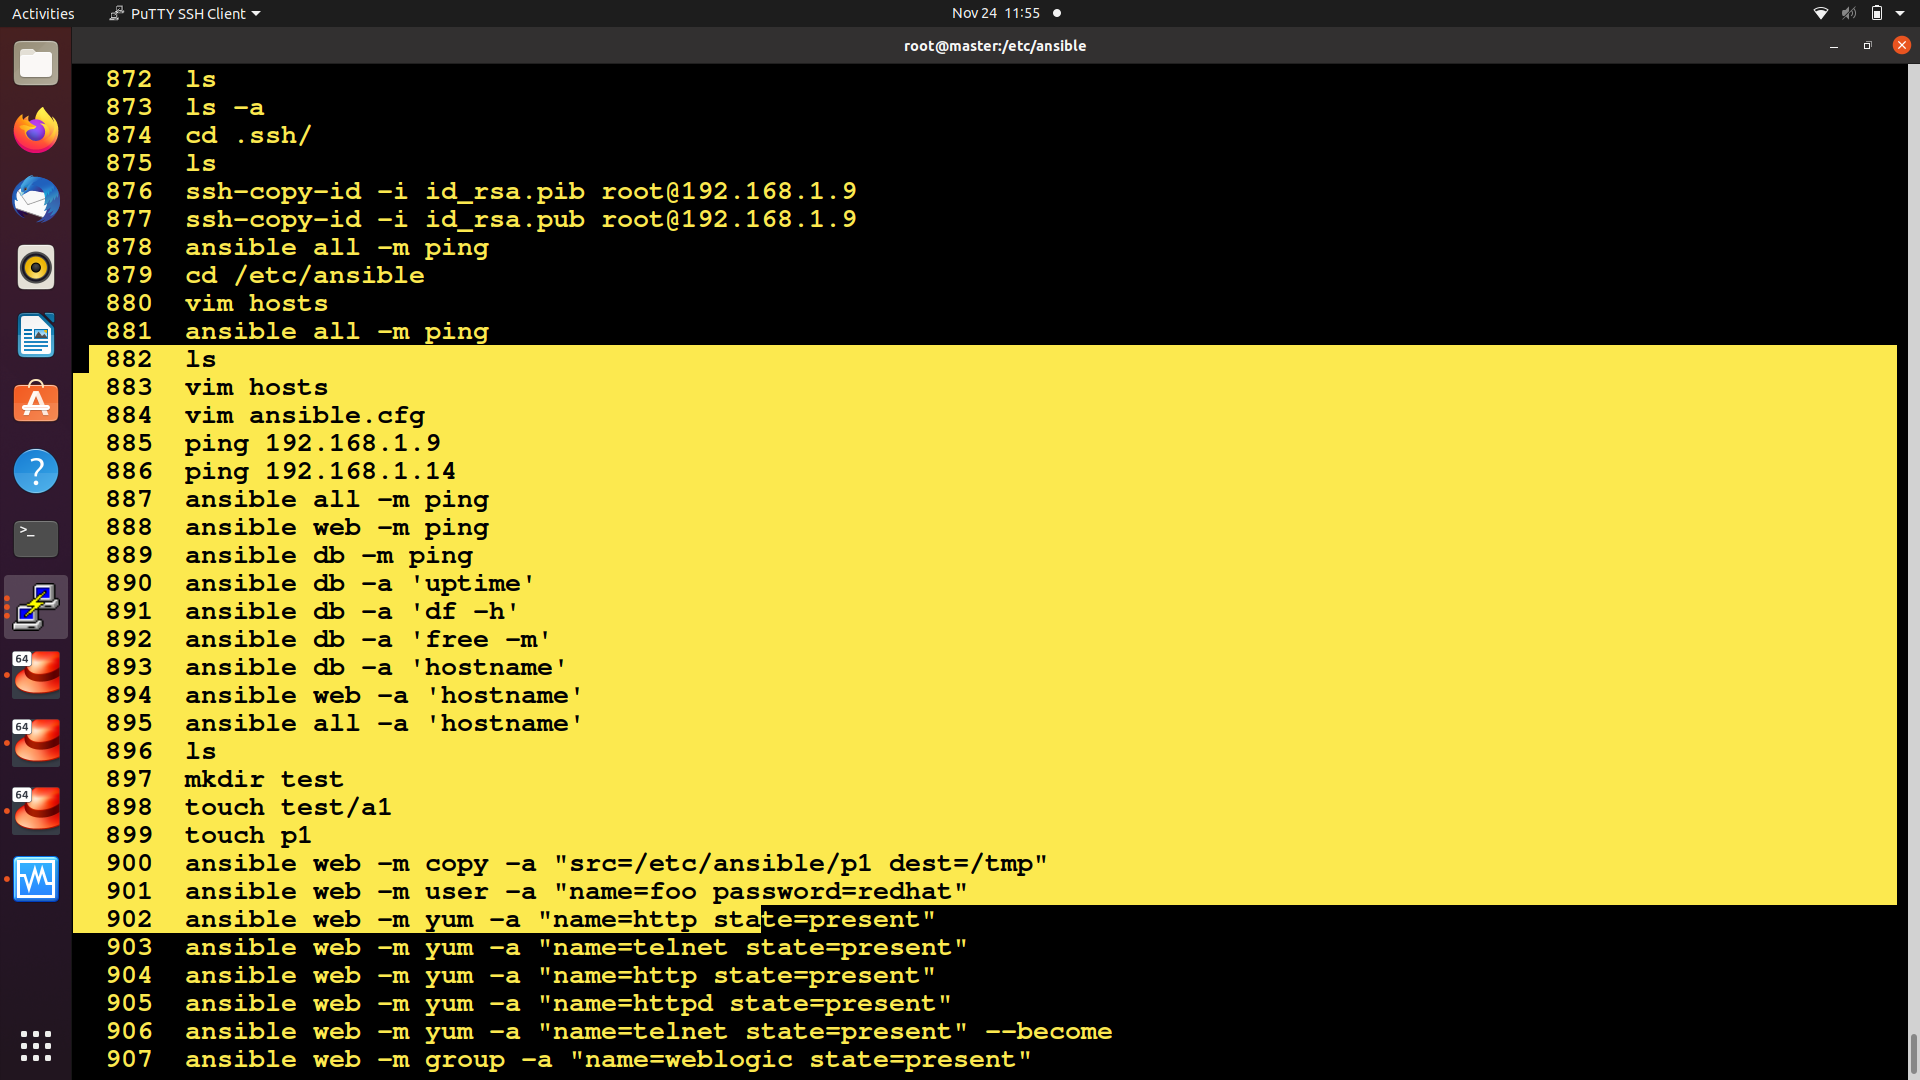 Activities PuTTY SSH Client Nov 24 11:55
root@master:/etc/ansible
872 ls
873 ls -a
874 cd .ssh/
875 ls
876 ssh-copy-id -i id_rsa.pib root@192.168.1.9
877 ssh-copy-id -i id_rsa.pub root@192.168.1.9
878 ansible all -m ping
879 cd /etc/ansible
880 vim hosts
881 ansible all -m ping
882 ls
883 vim hosts
884 vim ansible.cfg
885 ping 192.168.1.9
886 ping 192.168.1.14
887 ansible all -m ping
888 ansible web -m ping
889 ansible db -m ping
890 ansible db -a 'uptime'
891 ansible db -a 'df -h'
892 ansible db -a 'free -m'
893 ansible db -a 'hostname'
894 ansible web -a 'hostname'
895 ansible all -a 'hostname'
896 ls
897 mkdir test
898 touch test/a1
899 touch p1
900 ansible web -m copy -a "src=/etc/ansible/p1 dest=/tmp"
901 ansible web -m user -a "name=foo password=redhat"
902 ansible web -m yum -a "name=http state=present"
903 ansible web -m yum -a "name=telnet state=present"
904 ansible web -m yum -a "name=http state=present"
905 ansible web -m yum -a "name=httpd state=present"
906 ansible web -m yum -a "name=telnet state=present" --become
907 ansible web -m group -a "name=weblogic state=present"
64
64
64